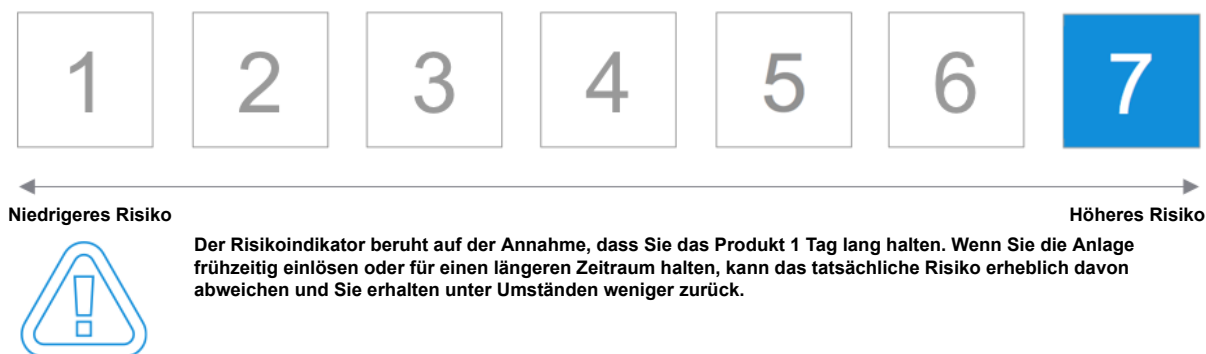 1 2 3 4 5 6 7
Niedrigeres Risiko Höheres Risiko
Der Risikoindikator beruht auf der Annahme, dass Sie das Produkt 1 Tag lang halten. Wenn Sie die Anlage
frühzeitig einlösen oder für einen längeren Zeitraum halten, kann das tatsächliche Risiko erheblich davon
abweichen und Sie erhalten unter Umständen weniger zurück.